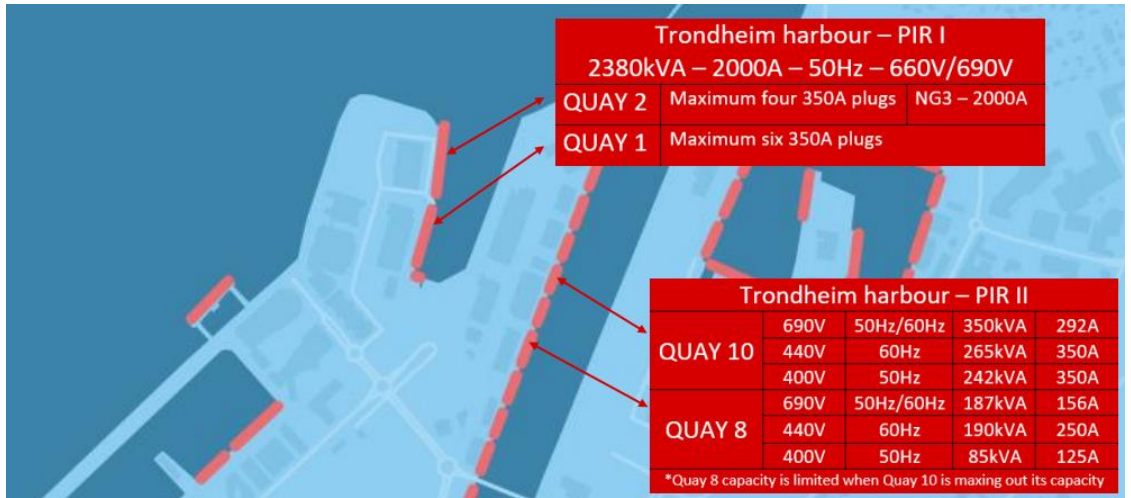 Trondheim harbour – PIR I
2380kVA – 2000A – 50Hz – 660V/690V
QUAY 2 Maximum four 350A plugs NG3 – 2000A
QUAY 1 Maximum six 350A plugs
Trondheim harbour – PIR II
QUAY 10
690V 50Hz/60Hz 350kVA 292A
440V 60Hz 265kVA 350A
400V 50Hz 242kVA 350A
QUAY 8
690V 50Hz/60Hz 187kVA 156A
440V 60Hz 190kVA 250A
400V 50Hz 85kVA 125A
*Quay 8 capacity is limited when Quay 10 is maxing out its capacity